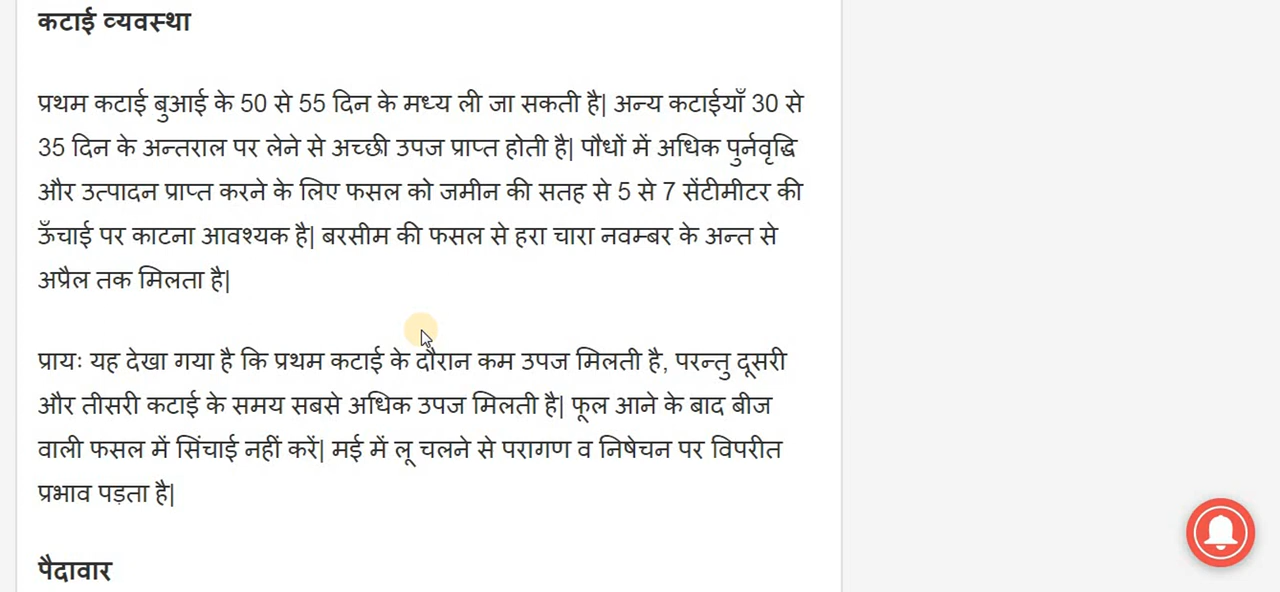 कटाई व्यवस्था
प्रथम कटाई बुआई के 50 से 55 दिन के मध्य ली जा सकती है| अन्य कटाईयाँ 30 से
35 दिन के अन्तराल पर लेने से अच्छी उपज प्राप्त होती है| पौधों में अधिक पुर्नवृद्धि
और उत्पादन प्राप्त करने के लिए फसल को जमीन की सतह से 5 से 7 सेंटीमीटर की
ऊँचाई पर काटना आवश्यक है| बरसीम की फसल से हरा चारा नवम्बर के अन्त से
अप्रैल तक मिलता है|
प्रायः यह देखा गया है कि प्रथम कटाई के दौरान कम उपज मिलती है, परन्तु दूसरी
और तीसरी कटाई के समय सबसे अधिक उपज मिलती है| फूल आने के बाद बीज
वाली फसल में सिंचाई नहीं करें| मई में लू चलने से परागण व निषेचन पर विपरीत
प्रभाव पड़ता है|
पैदावार